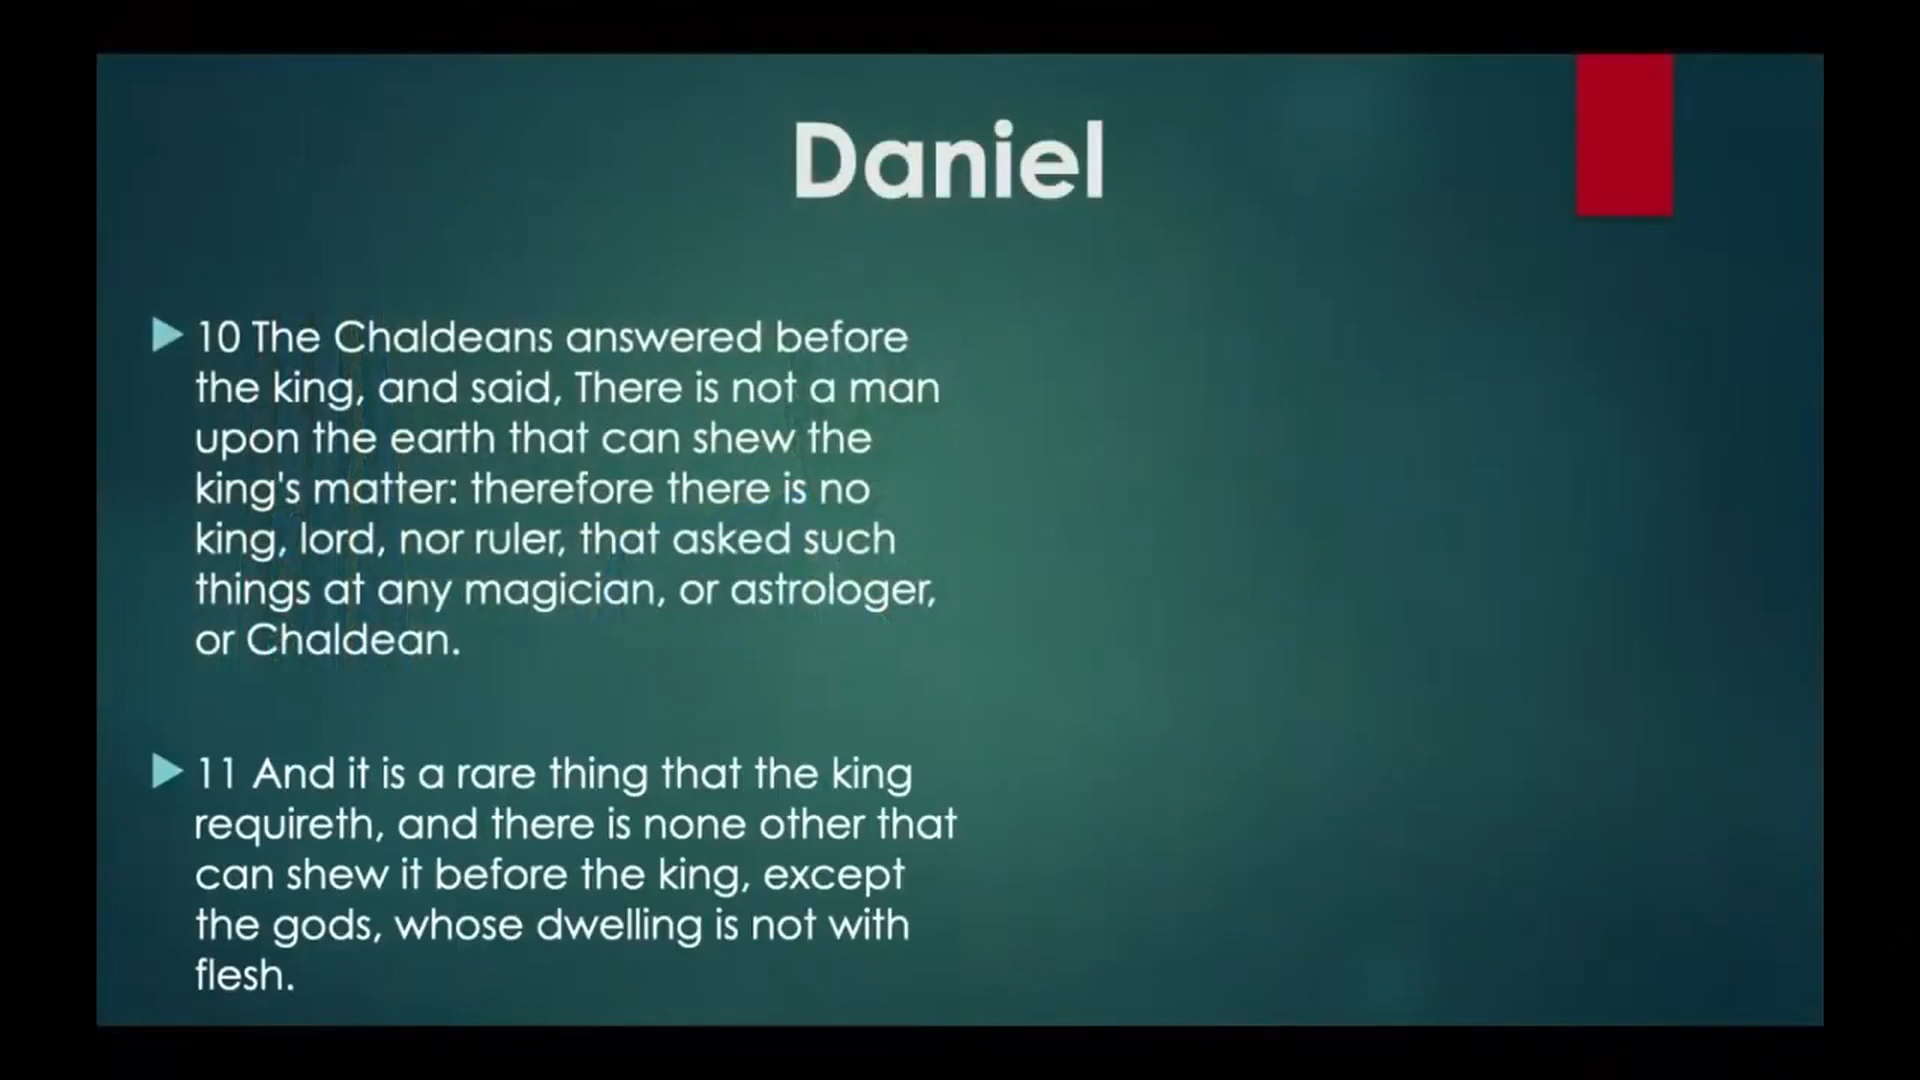 Daniel
10 The Chaldeans answered before
the king, and said, There is not a man
upon the earth that can shew the
king's matter: therefore there is no
king, lord, nor ruler, that asked such
things at any magician, or astrologer,
or Chaldean.
11 And it is a rare thing that the king
requireth, and there is none other that
can shew it before the king, except
the gods, whose dwelling is not with
flesh.